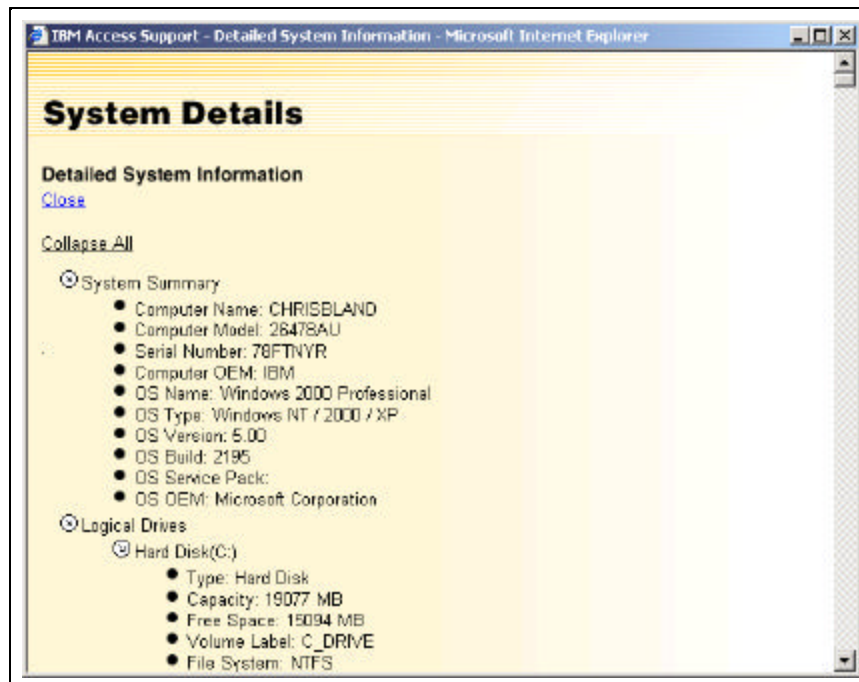 IBM Access Support - Detailed System Information - Microsoft Internet Explorer
System Details
Detailed System Information
Close
Collapse All
System Summary
Computer Name: CHRISBLAND
Computer Model: 26478AU
Serial Number: 78FTNYR
Computer OEM: IBM
OS Name: Windows 2000 Professional
OS Type: Windows NT / 2000 / XP
OS Version: 5.00
OS Build: 2195
OS Service Pack:
OS OEM: Microsoft Corporation
Logical Drives
Hard Disk(C:)
Type: Hard Disk
Capacity: 19077 MB
Free Space: 15094 MB
Volume Label: C_DRIVE
File System: NTFS